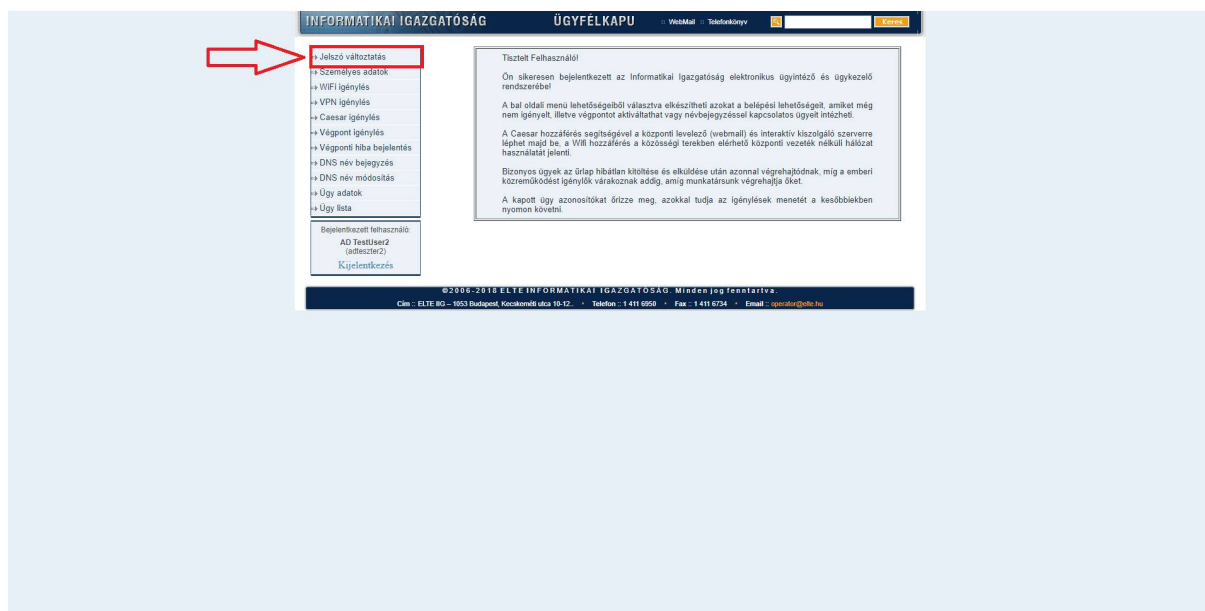 INFORMATIKAI IGAZGATÓSÁG ÜGYFÉLKAPU :: WebMail :: Telefonkönyv Keres
Jelszó változtatás
Személyes adatok
WiFi igénylés
VPN igénylés
Caesar igénylés
Végpont igénylés
Végponti hiba bejelentés
DNS név bejegyzés
DNS név módosítás
Ügy adatok
Ügy lista
Bejelentkezett felhasználó:
AD TestUser2
(adteszter2)
Kijelentkezés
Tisztelt Felhasználó!
Ön sikeresen bejelentkezett az Informatikai Igazgatóság elektronikus ügyintéző és ügykezelő
rendszerébe!
A bal oldali menü lehetőségeiből választva elkészítheti azokat a belépési lehetőségeit, amiket még
nem igényelt, illetve végpontot aktiváltathat vagy névbejegyzéssel kapcsolatos ügyeit intézheti.
A Caesar hozzáférés segítségével a központi levelező (webmail) és interaktív kiszolgáló szerverre
léphet majd be, a Wifi hozzáférés a közösségi terekben elérhető központi vezeték nélküli hálózat
használatát jelenti.
Bizonyos ügyek az űrlap hibátlan kitöltése és elküldése után azonnal végrehajtódnak, míg a emberi
közreműködést igénylők várakoznak addig, amíg munkatársunk végrehajtja őket.
A kapott ügy azonosítókat őrizze meg, azokkal tudja az igénylések menetét a későbbiekben
nyomon követni.
©2006-2018 ELTE INFORMATIKAI IGAZGATÓSÁG. Minden jog fenntartva.
Cím :: ELTE IIG – 1053 Budapest, Kecskeméti utca 10-12.. • Telefon :: 1 411 6950 • Fax :: 1 411 6734 • Email :: operator@elte.hu